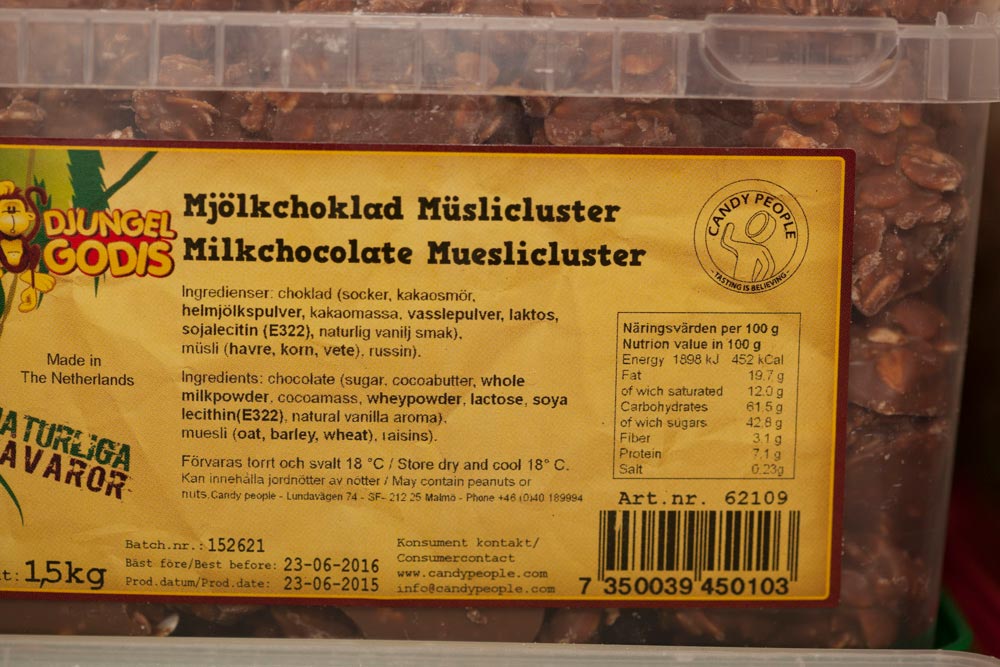 DJUNGEL
GODIS
Mjölkchoklad Müslicluster
Milkchocolate Mueslicluster
CANDY PEOPLE
- TASTING IS BELIEVING -
Ingredienser: choklad (socker, kakaosmör,
helmjölkspulver, kakaomassa, vasslepulver, laktos,
sojalecitin (E322), naturlig vanilj smak),
müsli (havre, korn, vete), russin).
Made in
The Netherlands
Ingredients: chocolate (sugar, cocoabutter, whole
milkpowder, cocoamass, wheypowder, lactose, soya
lecithin(E322), natural vanilla aroma),
muesli (oat, barley, wheat), raisins).
ATURLIGA
AVAROR
Förvaras torrt och svalt 18 °C / Store dry and cool 18° C.
Kan innehålla jordnötter av nötter / May contain peanuts or
nuts. Candy people - Lundavägen 74 - SF- 212 25 Malmö - Phone +46 (0)40 189994
Näringsvärden per 100 g
Nutrion value in 100 g
Energy 1898 kJ 452 kCal
Fat 19,7 g
of wich saturated 12.0 g
Carbohydrates 61,5 g
of wich sugars 42,8 g
Fiber 3,1 g
Protein 7,1 g
Salt 0.23g
Art.nr. 62109
7 350039 450103
Batch.nr.: 152621
Bäst före/Best before: 23-06-2016
Prod.datum/Prod.date: 23-06-2015
t: 1,5kg
Konsument kontakt/
Consumercontact
www.candypeople.com
info@candypeople.com